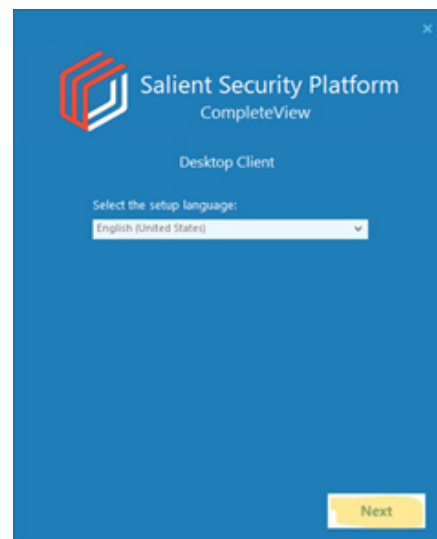 Salient Security Platform
CompleteView
Desktop Client
Select the setup language:
English (United States)
Next